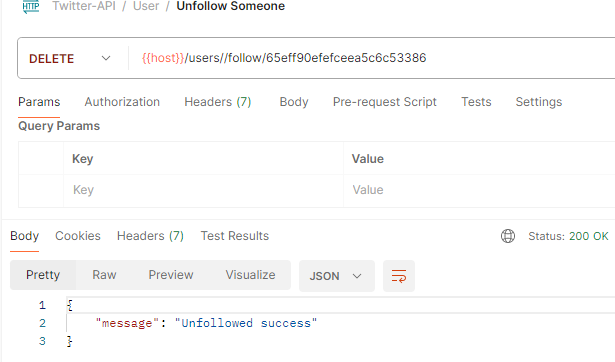 HTTP Twitter-API / User / Unfollow Someone
DELETE {{host}}/users//follow/65eff90efefceea5c6c53386
Params Authorization Headers (7) Body Pre-request Script Tests Settings
Query Params
Key Value
Key Value
Body Cookies Headers (7) Test Results Status: 200 OK
Pretty Raw Preview Visualize JSON
1 {
2 "message": "Unfollowed success"
3 }